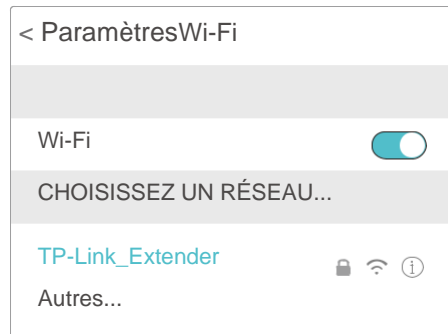 < ParamètresWi-Fi
Wi-Fi
CHOISISSEZ UN RÉSEAU...
TP-Link_Extender
Autres...